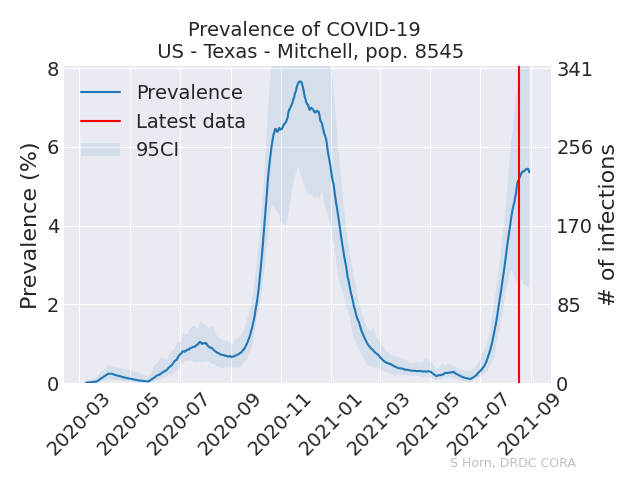 Prevalence of COVID-19
US - Texas - Mitchell, pop. 8545
Prevalence
Latest data
95CI
Prevalence (%)
8
6
4
2
0
# of infections
341
256
170
85
0
2020-03
2020-05
2020-07
2020-09
2020-11
2021-01
2021-03
2021-05
2021-07
2021-09
S Horn, DRDC CORA